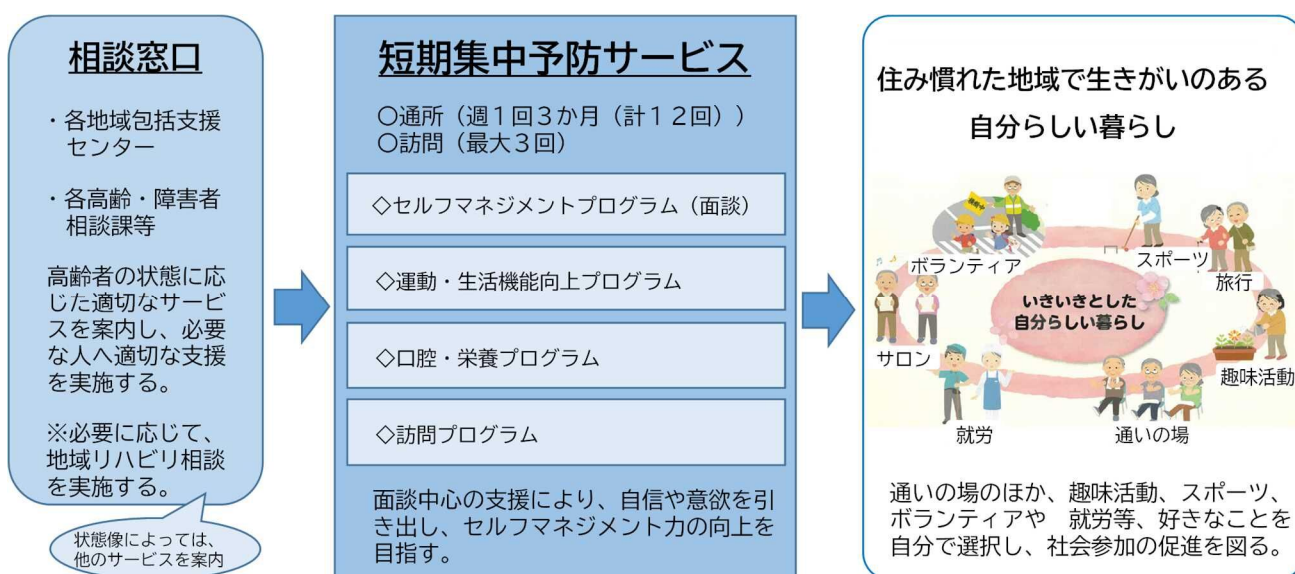 相談窓口
・各地域包括支援
センター
・各高齢・障害者
相談課等
高齢者の状態に応
じた適切なサービ
スを案内し、必要
な人へ適切な支援
を実施する。
※必要に応じて、
地域リハビリ相談
を実施する。
状態像によっては、
他のサービスを案内
短期集中予防サービス
○通所（週１回３か月（計１２回））
○訪問（最大３回）
◇セルフマネジメントプログラム（面談）
◇運動・生活機能向上プログラム
◇口腔・栄養プログラム
◇訪問プログラム
面談中心の支援により、自信や意欲を引
き出し、セルフマネジメント力の向上を
目指す。
住み慣れた地域で生きがいのある
自分らしい暮らし
ボランティア
スポーツ
旅行
いきいきとした
自分らしい暮らし
サロン
趣味活動
就労
通いの場
通いの場のほか、趣味活動、スポーツ、
ボランティアや　就労等、好きなことを
自分で選択し、社会参加の促進を図る。